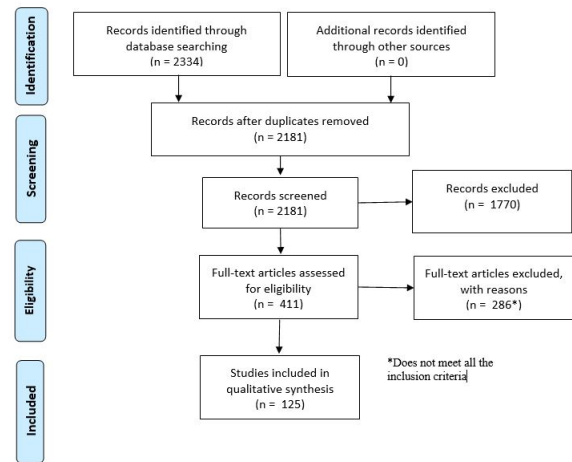 Identification
Records identified through
database searching
(n = 2334)
Additional records identified
through other sources
(n = 0)
Records after duplicates removed
(n = 2181)
Screening
Records screened
(n = 2181)
Records excluded
(n = 1770)
Eligibility
Full-text articles assessed
for eligibility
(n = 411)
Full-text articles excluded,
with reasons
(n = 286*)
Included
Studies included in
qualitative synthesis
(n = 125)
*Does not meet all the
inclusion criteria